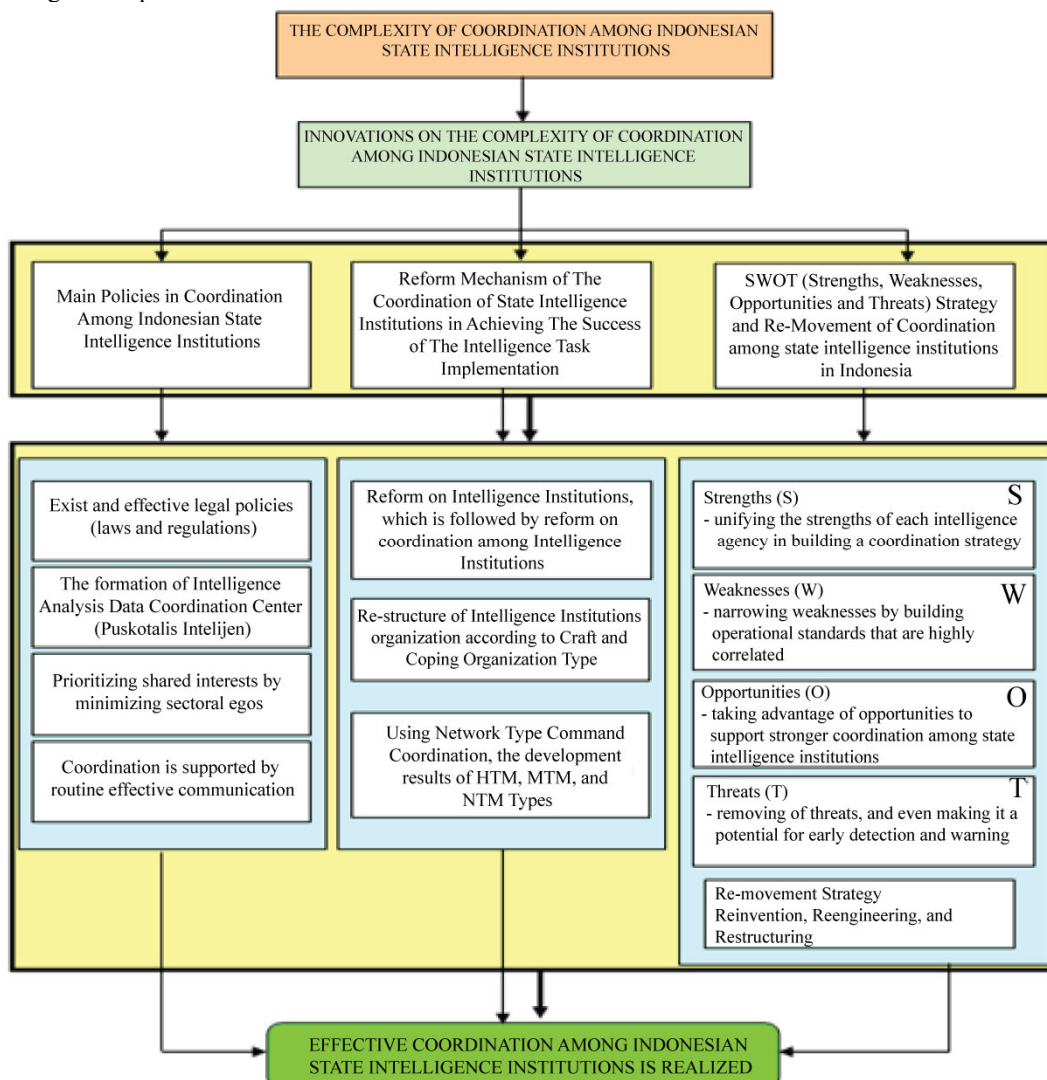 THE COMPLEXITY OF COORDINATION AMONG INDONESIAN
STATE INTELLIGENCE INSTITUTIONS
INNOVATIONS ON THE COMPLEXITY OF COORDINATION
AMONG INDONESIAN STATE INTELLIGENCE
INSTITUTIONS
Main Policies in Coordination
Among Indonesian State
Intelligence Institutions
Reform Mechanism of The
Coordination of State Intelligence
Institutions in Achieving The Success
of The Intelligence Task
Implementation
SWOT (Strengths, Weaknesses,
Opportunities and Threats) Strategy
and Re-Movement of Coordination
among state intelligence institutions
in Indonesia
Exist and effective legal policies
(laws and regulations)
The formation of Intelligence
Analysis Data Coordination Center
(Puskotalis Intelijen)
Prioritizing shared interests by
minimizing sectoral egos
Coordination is supported by
routine effective communication
Reform on Intelligence Institutions,
which is followed by reform on
coordination among Intelligence
Institutions
Re-structure of Intelligence Institutions
organization according to Craft and
Coping Organization Type
Using Network Type Command
Coordination, the development
results of HTM, MTM, and
NTM Types
Strengths (S) S
- unifying the strengths of each intelligence
agency in building a coordination strategy
Weaknesses (W) W
- narrowing weaknesses by building
operational standards that are highly
correlated
Opportunities (O) O
- taking advantage of opportunities to
support stronger coordination among state
intelligence institutions
Threats (T) T
- removing of threats, and even making it a
potential for early detection and warning
Re-movement Strategy
Reinvention, Reengineering, and
Restructuring
EFFECTIVE COORDINATION AMONG INDONESIAN
STATE INTELLIGENCE INSTITUTIONS IS REALIZED